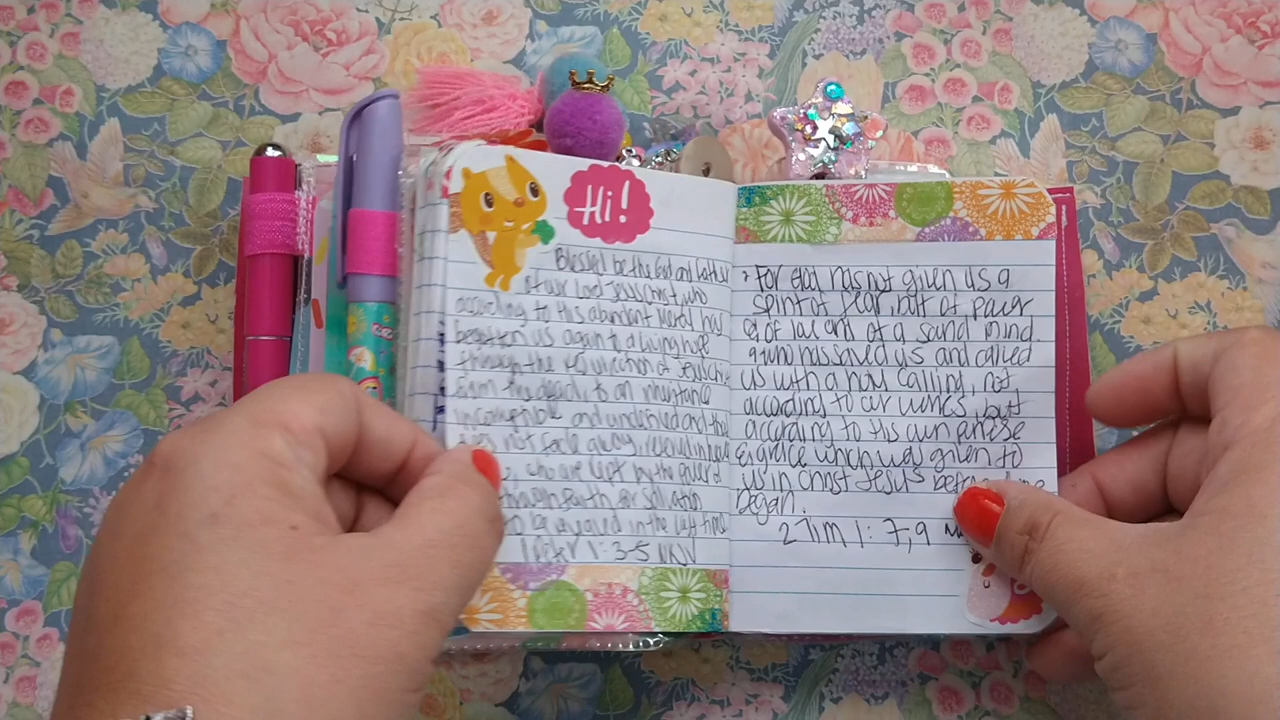 Hi!
Blessed be the God and Father
of our Lord Jesus Christ, who
according to His abundant mercy has
begotten us again to a living hope
through the resurrection of Jesus Chris
from the dead, to an inheritance
incorruptible and undefiled and tha
does not fade away, reserved in
who are kept by the power of
through faith for salvation
to be revealed in the last time
1 Peter 1:3-5 NKJV
7 For God has not given us a
spirit of fear, but of power
& of love and of a sound mind.
9 who has saved us and called
us with a holy calling, not
according to our works, but
according to His own purpose
& grace which was given to
us in Christ Jesus before
began.
2 Tim 1: 7,9